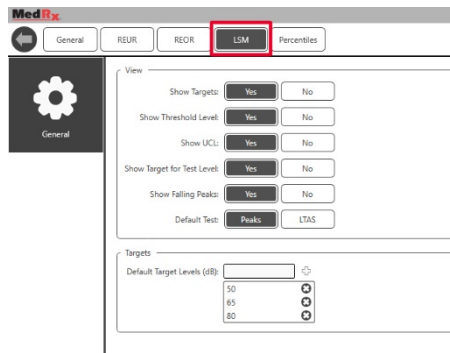 MedRx
General REUR REOR LSM Percentiles
General
View
Show Targets: Yes No
Show Threshold Level: Yes No
Show UCL: Yes No
Show Target for Test Level: Yes No
Show Falling Peaks: Yes No
Default Test: Peaks LTAS
Targets
Default Target Levels (dB):
50
65
80